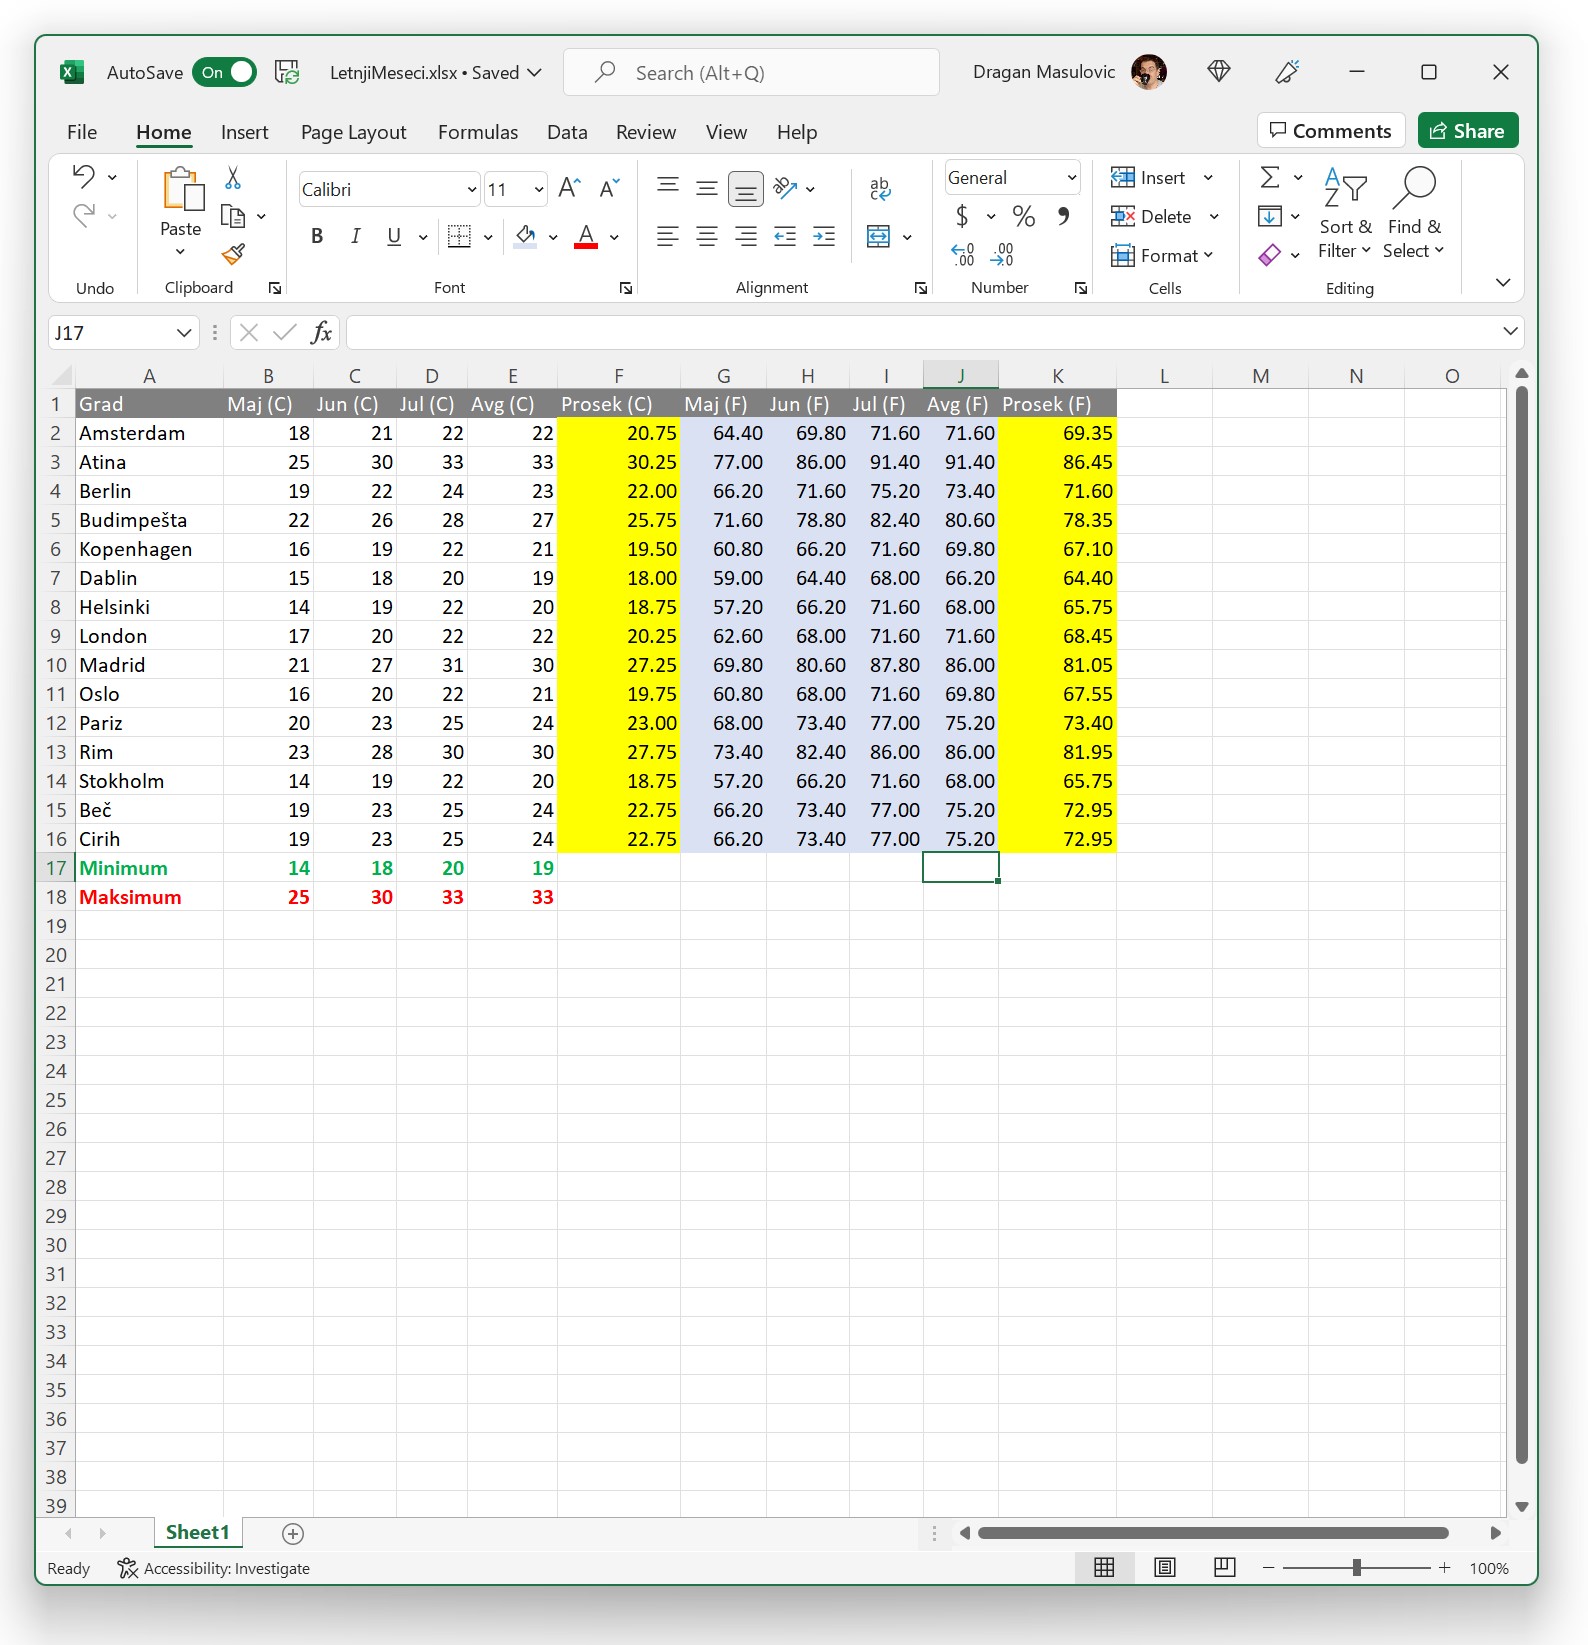 AutoSave On LetnjiMeseci.xlsx • Saved Search (Alt+Q) Dragan Masulovic
File Home Insert Page Layout Formulas Data Review View Help Comments Share
Undo
Paste
Clipboard
Calibri 11
B I U A
Font
ab
Alignment
General
$ % 9
Number
Insert
Delete
Format
Cells
Sort & Filter
Find & Select
Editing
J17 fx
A B C D E F G H I J K L M N O
1 Grad Maj (C) Jun (C) Jul (C) Avg (C) Prosek (C) Maj (F) Jun (F) Jul (F) Avg (F) Prosek (F)
2 Amsterdam 18 21 22 22 20.75 64.40 69.80 71.60 71.60 69.35
3 Atina 25 30 33 33 30.25 77.00 86.00 91.40 91.40 86.45
4 Berlin 19 22 24 23 22.00 66.20 71.60 75.20 73.40 71.60
5 Budimpešta 22 26 28 27 25.75 71.60 78.80 82.40 80.60 78.35
6 Kopenhagen 16 19 22 21 19.50 60.80 66.20 71.60 69.80 67.10
7 Dablin 15 18 20 19 18.00 59.00 64.40 68.00 66.20 64.40
8 Helsinki 14 19 22 20 18.75 57.20 66.20 71.60 68.00 65.75
9 London 17 20 22 22 20.25 62.60 68.00 71.60 71.60 68.45
10 Madrid 21 27 31 30 27.25 69.80 80.60 87.80 86.00 81.05
11 Oslo 16 20 22 21 19.75 60.80 68.00 71.60 69.80 67.55
12 Pariz 20 23 25 24 23.00 68.00 73.40 77.00 75.20 73.40
13 Rim 23 28 30 30 27.75 73.40 82.40 86.00 86.00 81.95
14 Stokholm 14 19 22 20 18.75 57.20 66.20 71.60 68.00 65.75
15 Beč 19 23 25 24 22.75 66.20 73.40 77.00 75.20 72.95
16 Cirih 19 23 25 24 22.75 66.20 73.40 77.00 75.20 72.95
17 Minimum 14 18 20 19
18 Maksimum 25 30 33 33
19
20
21
22
23
24
25
26
27
28
29
30
31
32
33
34
35
36
37
38
39
Sheet1
Ready Accessibility: Investigate 100%